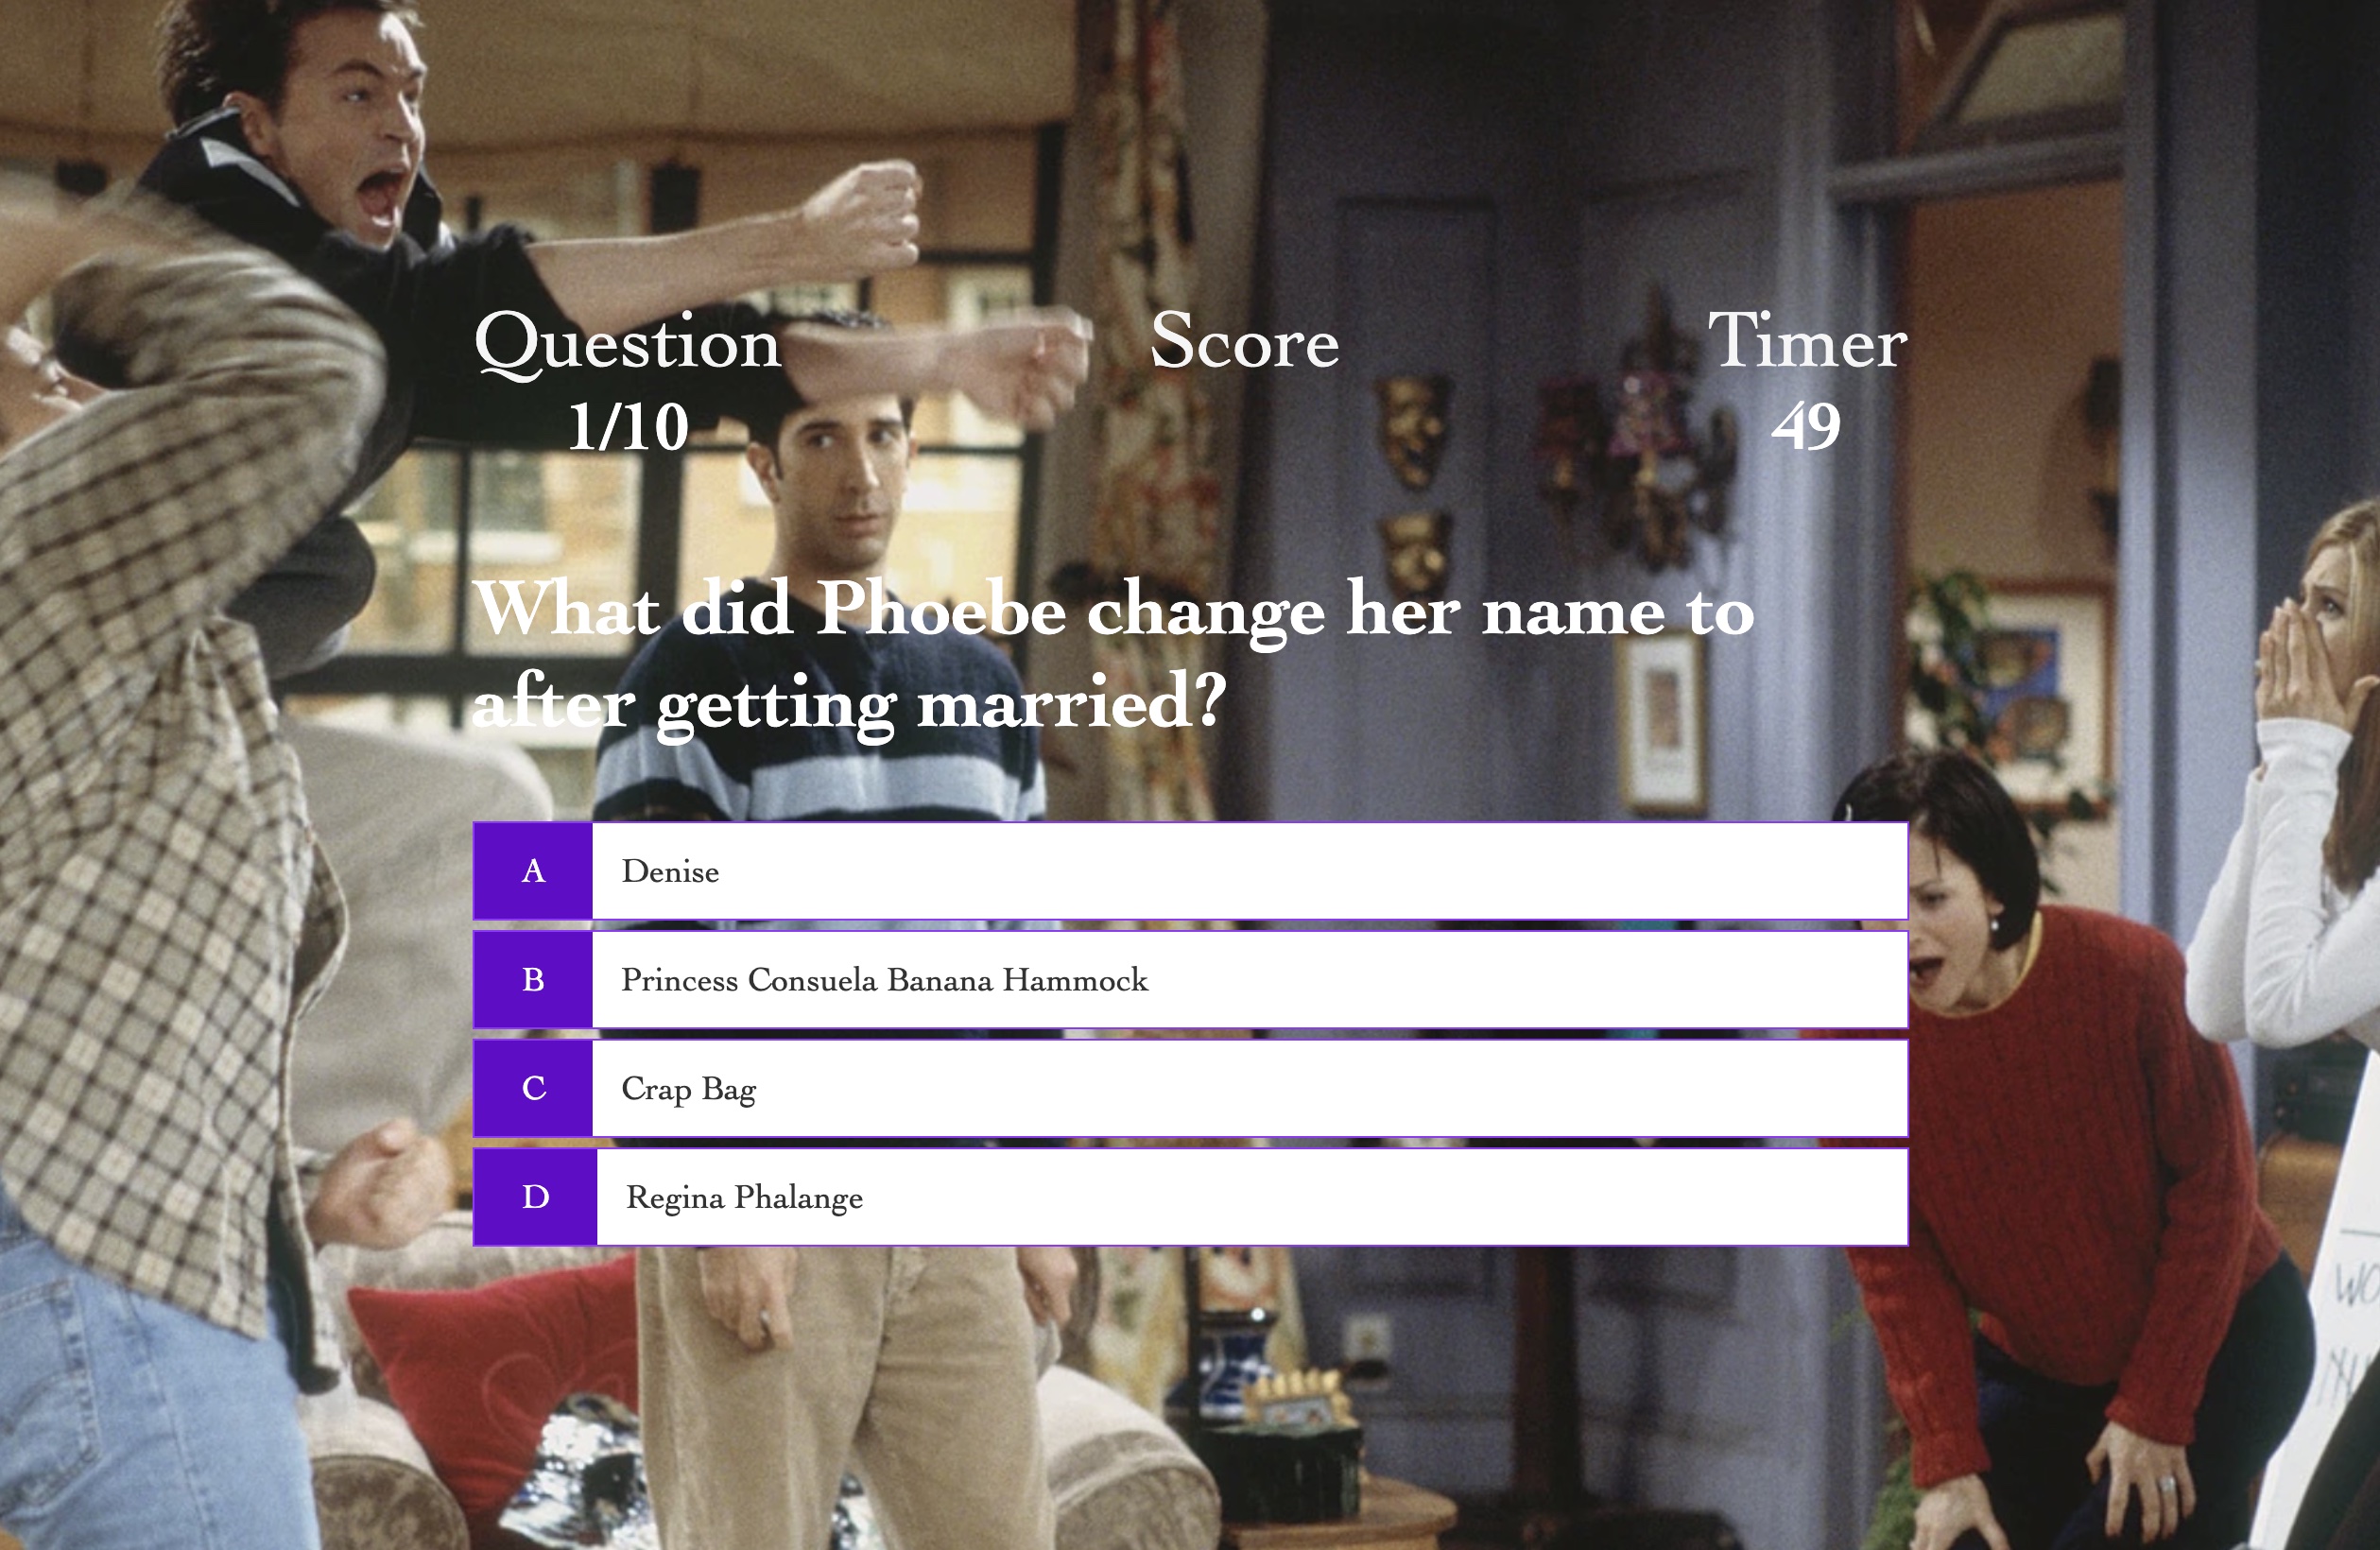 Question
1/10
Score
Timer
49
What did Phoebe change her name to
after getting married?
A Denise
B Princess Consuela Banana Hammock
C Crap Bag
D Regina Phalange